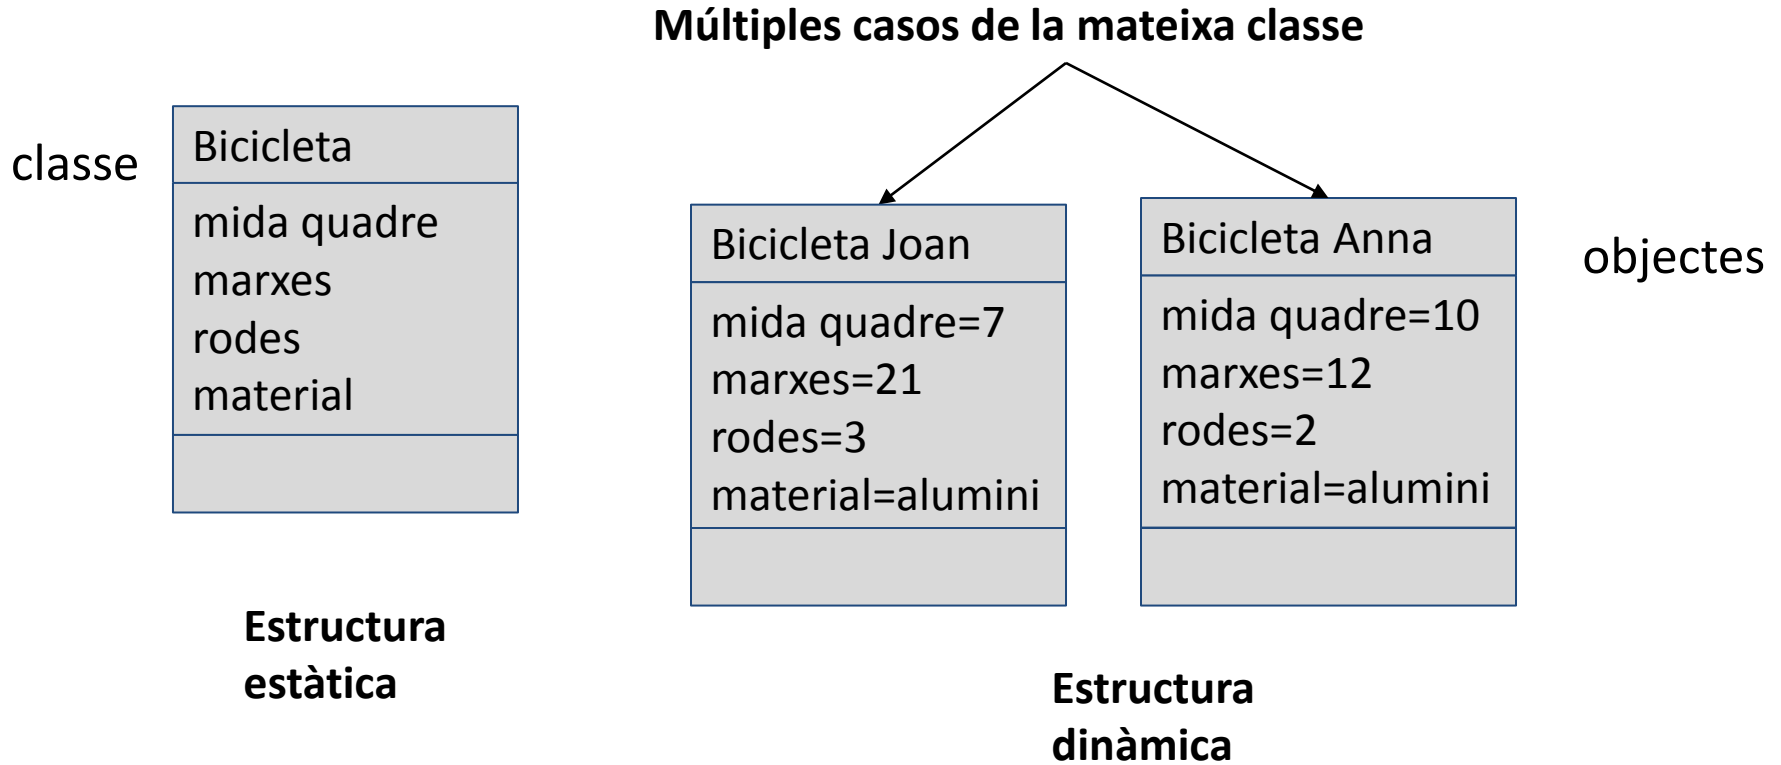 Múltiples casos de la mateixa classe
classe
Bicicleta
mida quadre
marxes
rodes
material
Bicicleta Joan
mida quadre=7
marxes=21
rodes=3
material=alumini
Bicicleta Anna
mida quadre=10
marxes=12
rodes=2
material=alumini
objectes
Estructura
estàtica
Estructura
dinàmica